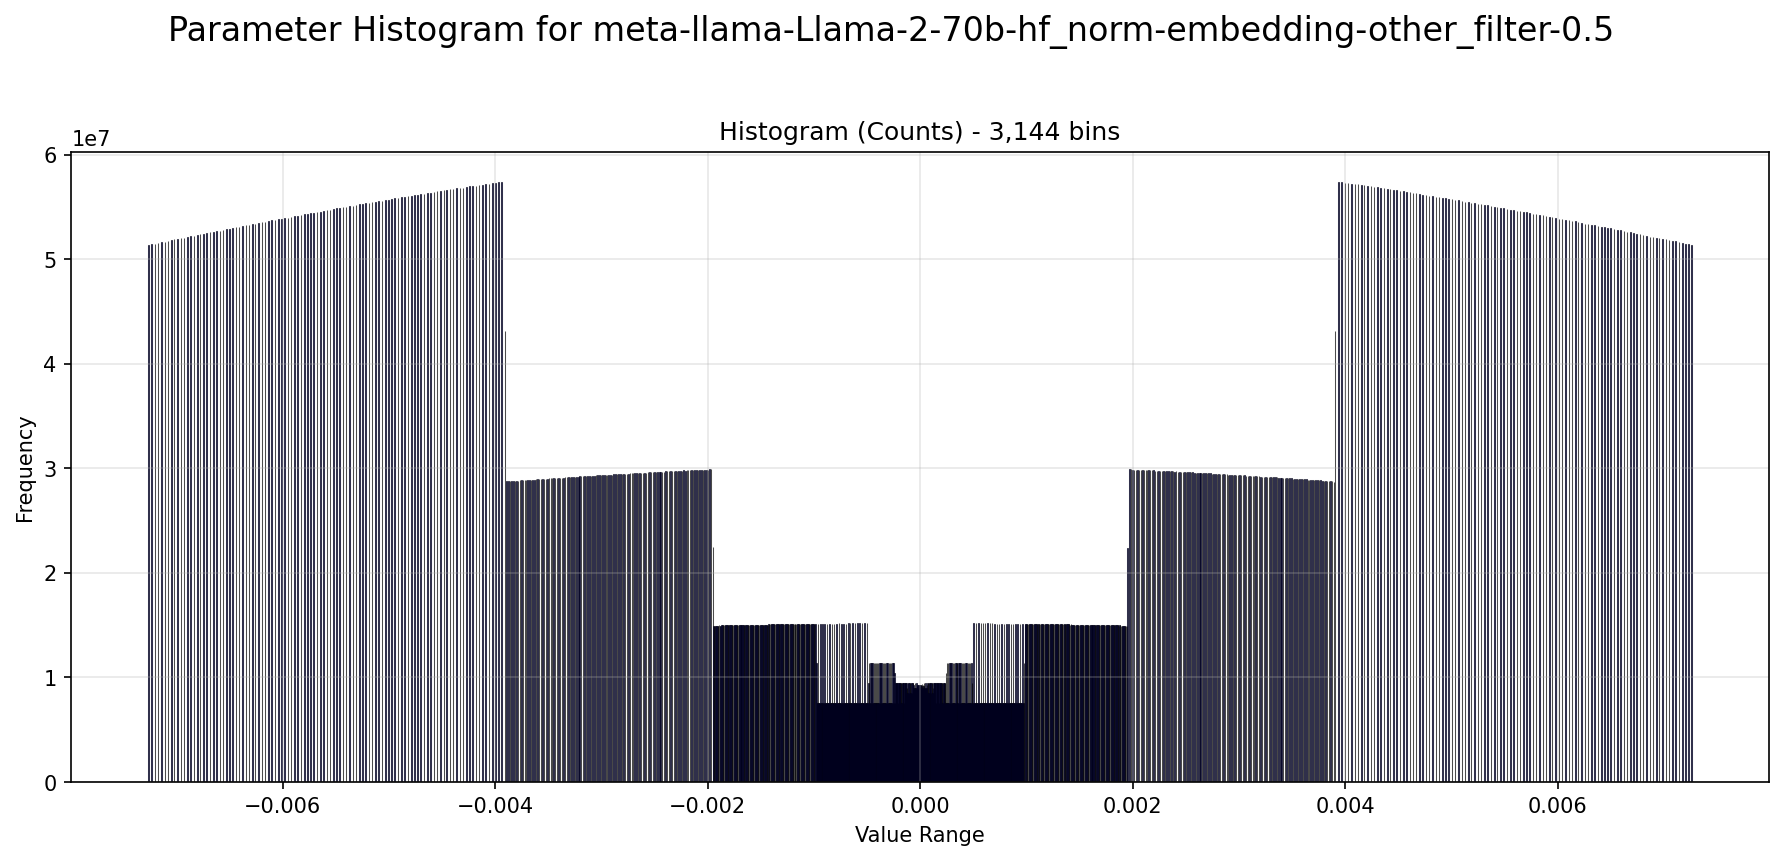 Parameter Histogram for meta-llama-Llama-2-70b-hf_norm-embedding-other_filter-0.5
Histogram (Counts) - 3,144 bins
1e7
6
5
4
3
2
1
0
Frequency
−0.006 −0.004 −0.002 0.000 0.002 0.004 0.006
Value Range